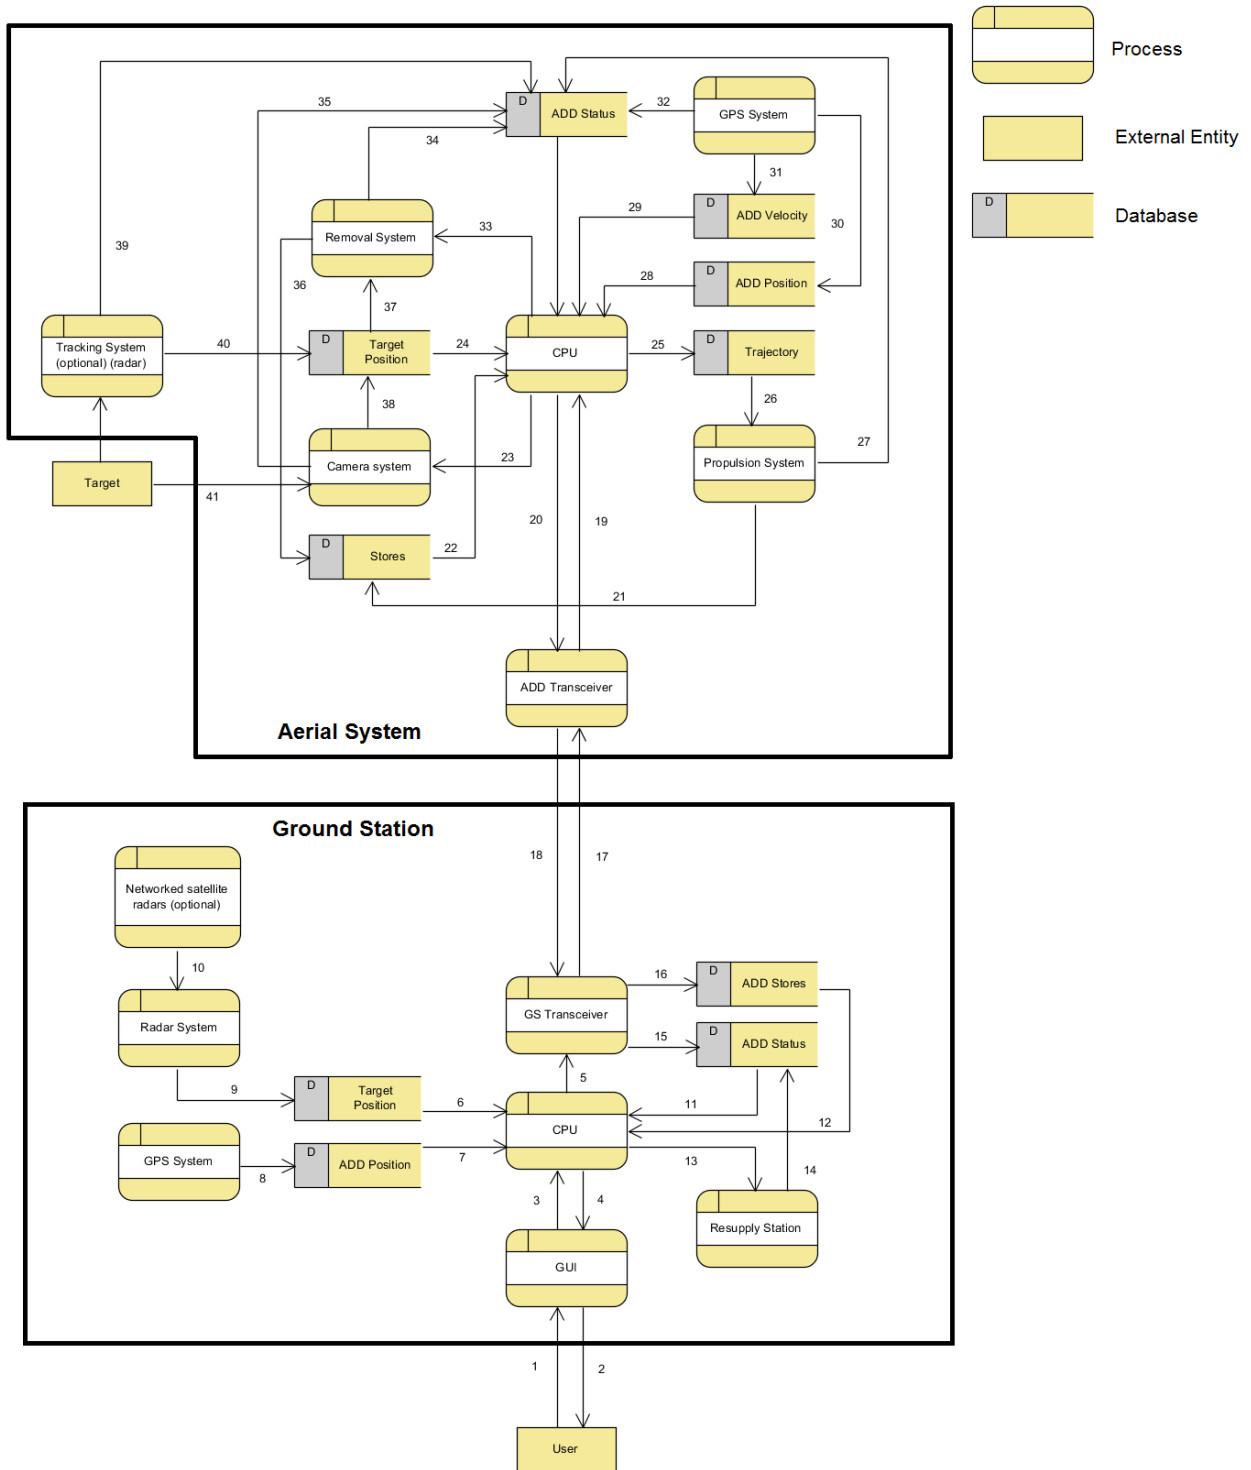 Process
External Entity
D
Database
35
D
ADD Status
32
GPS System
34
31
29
D
ADD Velocity
30
33
Removal System
39
36
28
D
ADD Position
37
Tracking System
(optional) (radar)
40
D
Target
Position
24
CPU
25
D
Trajectory
38
26
27
Camera system
23
Propulsion System
Target
41
20
19
D
Stores
22
21
ADD Transceiver
Aerial System
Ground Station
18
17
Networked satellite
radars (optional)
10
16
D
ADD Stores
GS Transceiver
Radar System
15
D
ADD Status
5
9
D
Target
Position
6
11
12
CPU
GPS System
8
D
ADD Position
7
13
14
3
4
Resupply Station
GUI
1
2
User